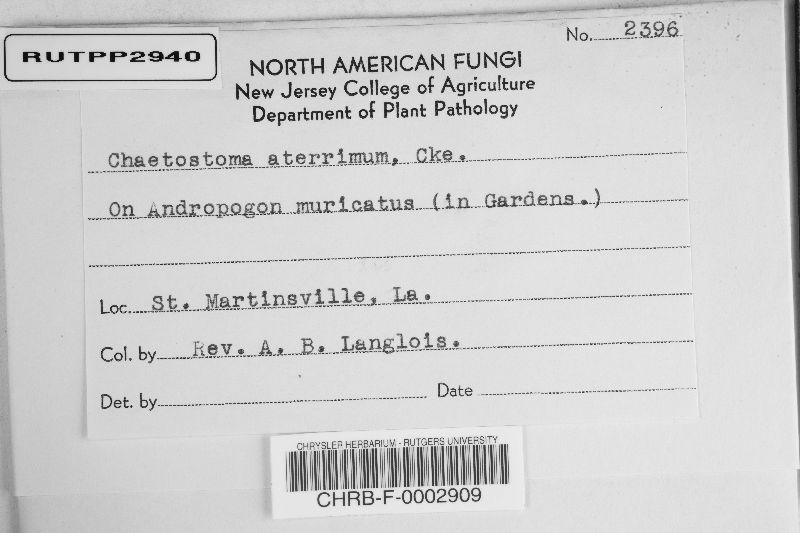 RUTPP2940
No. 2396
NORTH AMERICAN FUNGI
New Jersey College of Agriculture
Department of Plant Pathology
Chaetostoma aterrimum, Cke.
On Andropogon muricatus (in Gardens.)
Loc. St. Martinsville, La.
Col. by Rev. A. B. Langlois.
Det. by Date
CHRYSLER HERBARIUM - RUTGERS UNIVERSITY
CHRB-F-0002909